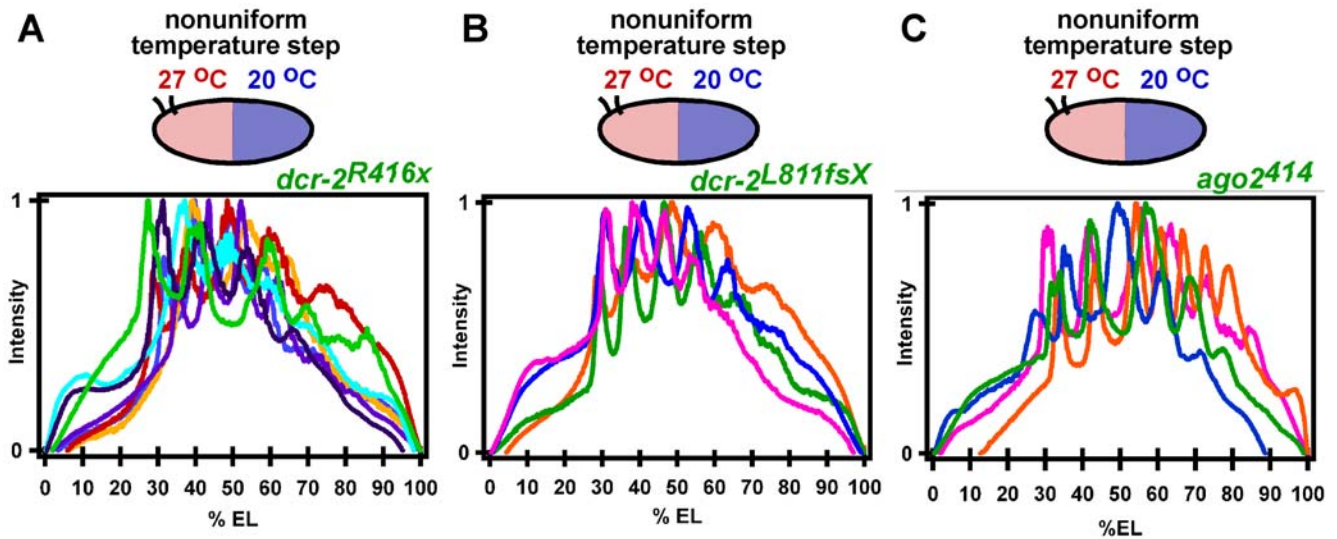 A
nonuniform
temperature step
27 °C 20 °C
dcr-2R416x
1
Intensity
0
0 10 20 30 40 50 60 70 80 90 100
% EL
B
nonuniform
temperature step
27 °C 20 °C
dcr-2L811fsX
1
Intensity
0
0 10 20 30 40 50 60 70 80 90 100
% EL
C
nonuniform
temperature step
27 °C 20 °C
ago2414
1
Intensity
0
0 10 20 30 40 50 60 70 80 90 100
%EL